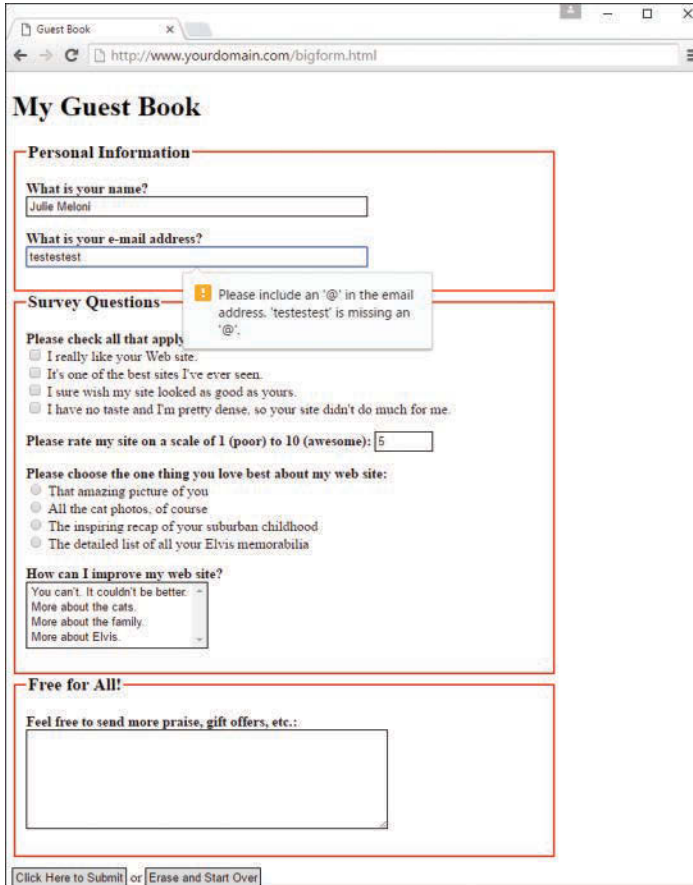 Guest Book
http://www.yourdomain.com/bigform.html
My Guest Book
Personal Information
What is your name?
Julie Meloni
What is your e-mail address?
testestest
Please include an '@' in the email
address. 'testestest' is missing an
'@'.
Survey Questions
Please check all that apply
I really like your Web site.
It's one of the best sites I've ever seen.
I sure wish my site looked as good as yours.
I have no taste and I'm pretty dense, so your site didn't do much for me.
Please rate my site on a scale of 1 (poor) to 10 (awesome): 5
Please choose the one thing you love best about my web site:
That amazing picture of you
All the cat photos, of course
The inspiring recap of your suburban childhood
The detailed list of all your Elvis memorabilia
How can I improve my web site?
You can't. It couldn't be better.
More about the cats.
More about the family.
More about Elvis.
Free for All!
Feel free to send more praise, gift offers, etc.:
Click Here to Submit or Erase and Start Over